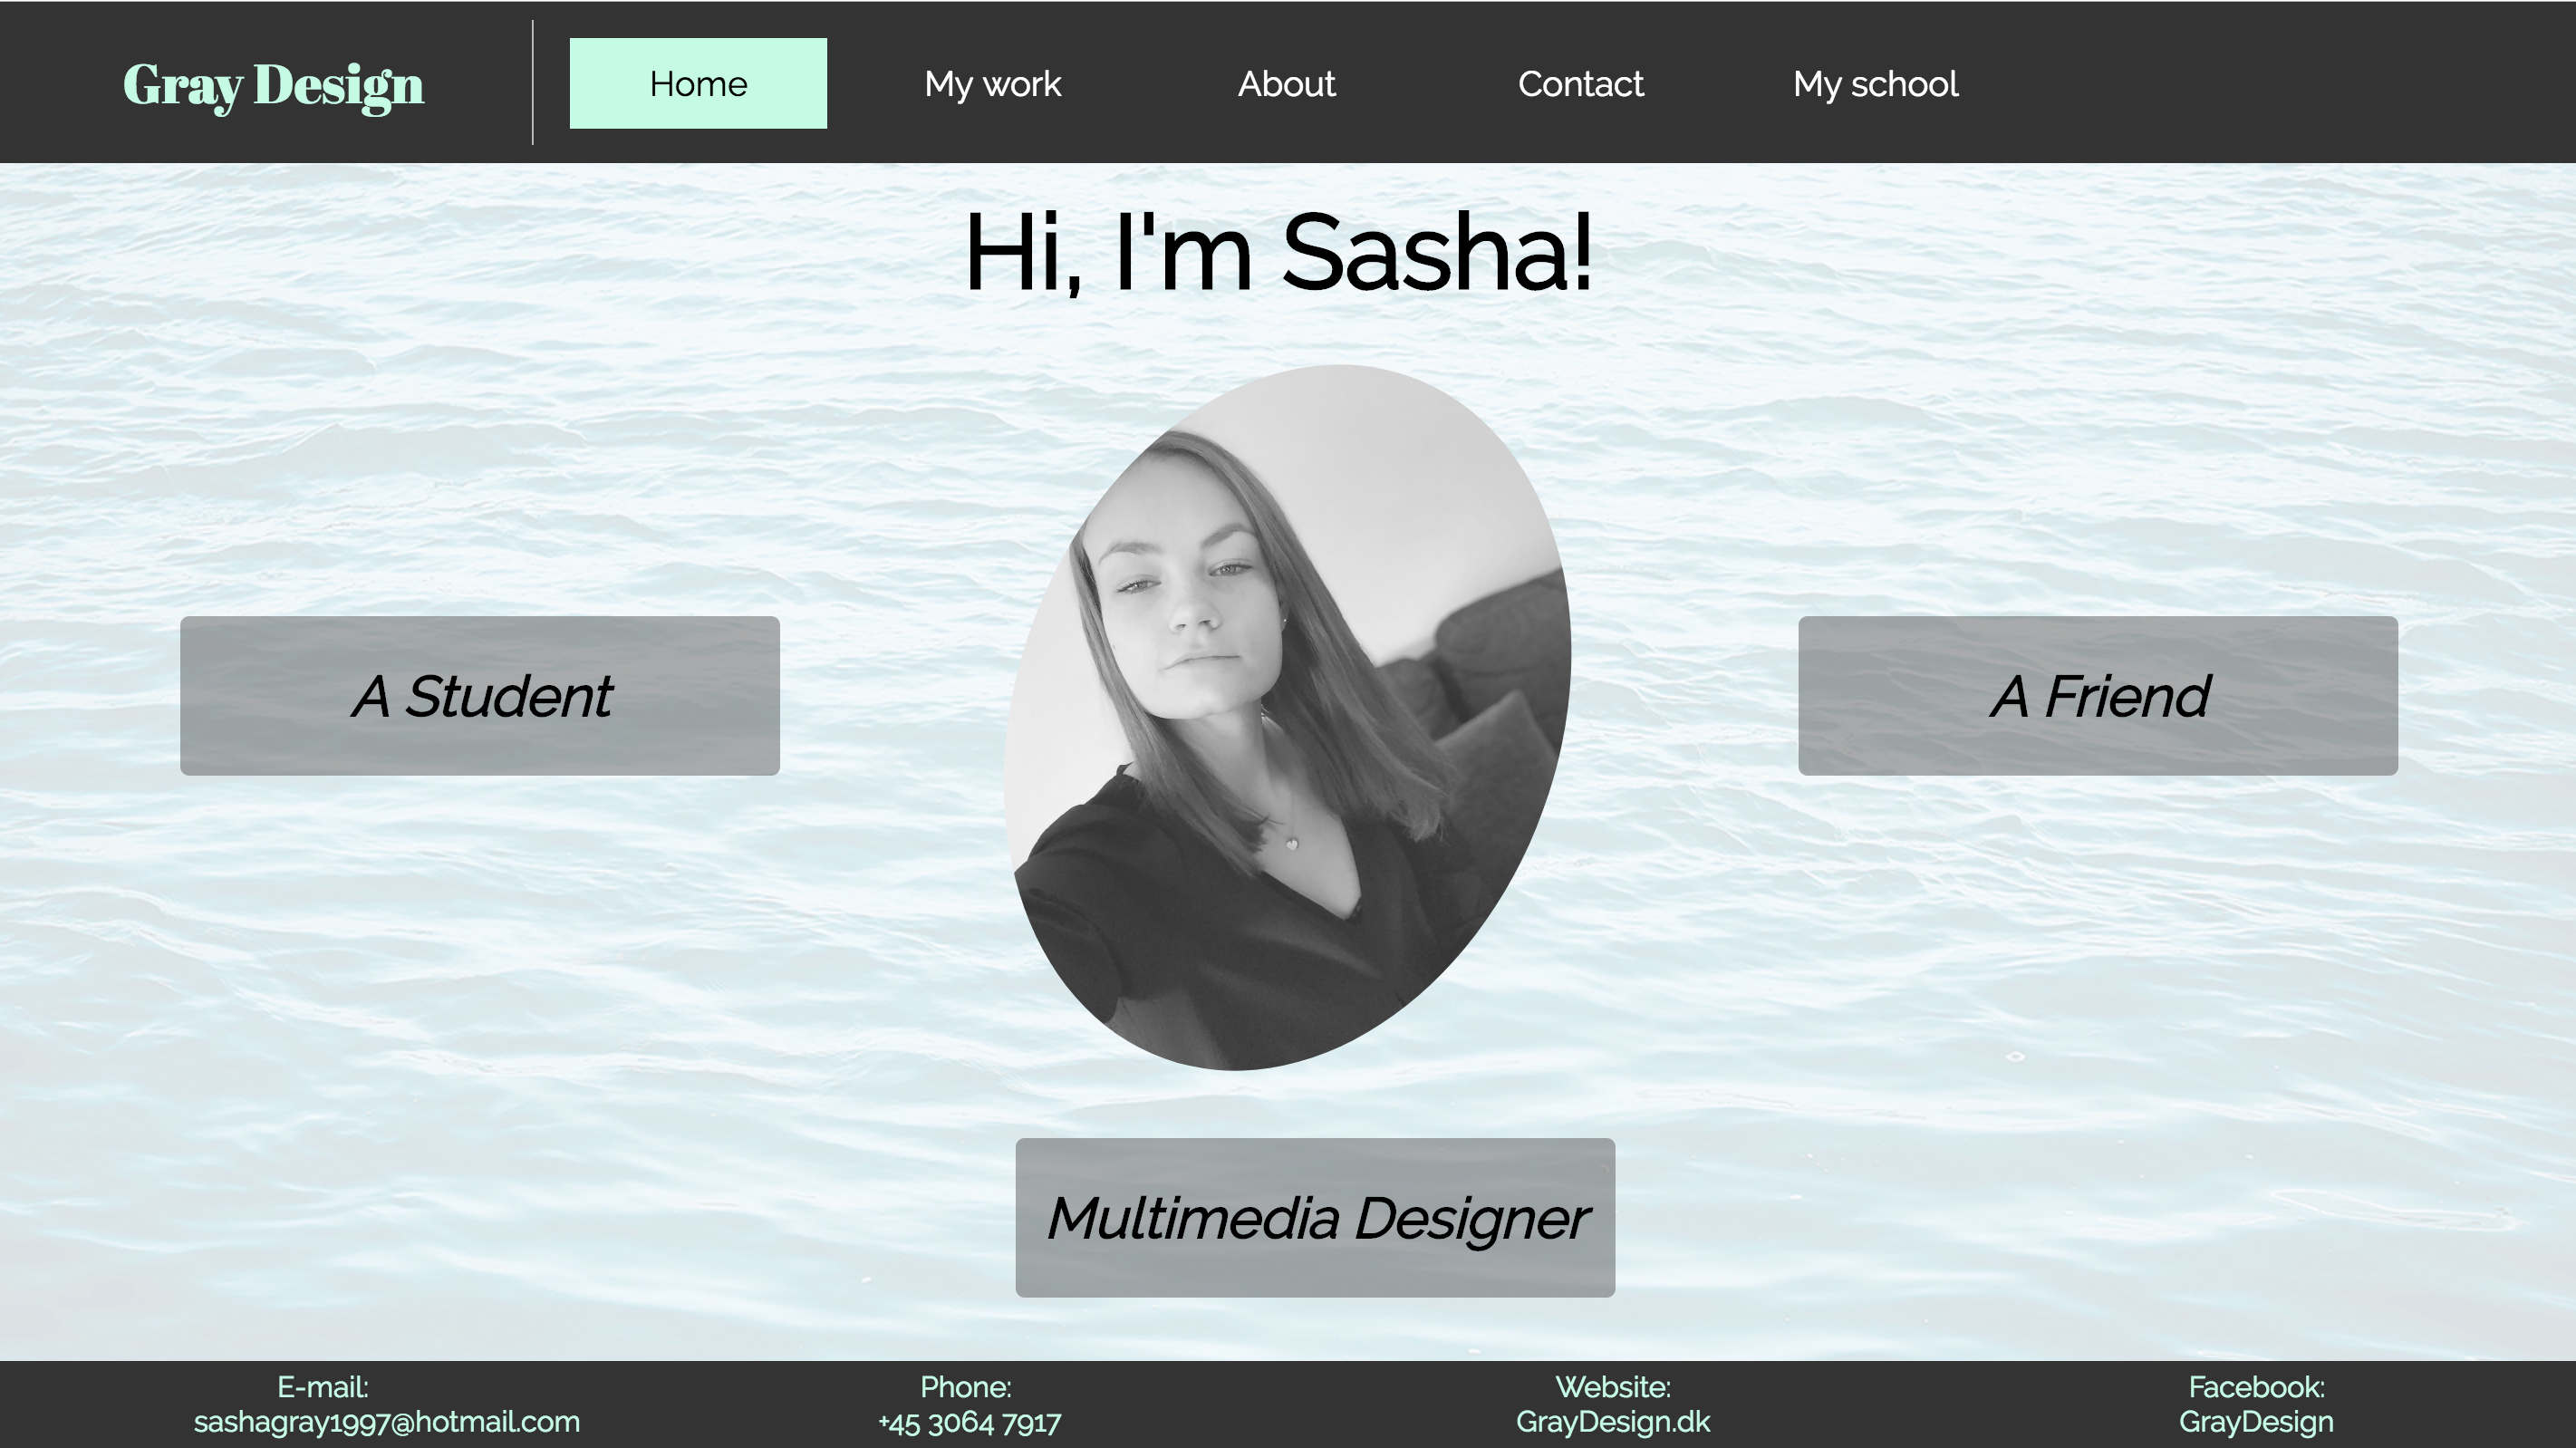 Gray Design
Home
My work
About
Contact
My school
Hi, I'm Sasha!
A Student
A Friend
Multimedia Designer
E-mail:
sashagray1997@hotmail.com
Phone:
+45 3064 7917
Website:
GrayDesign.dk
Facebook:
GrayDesign